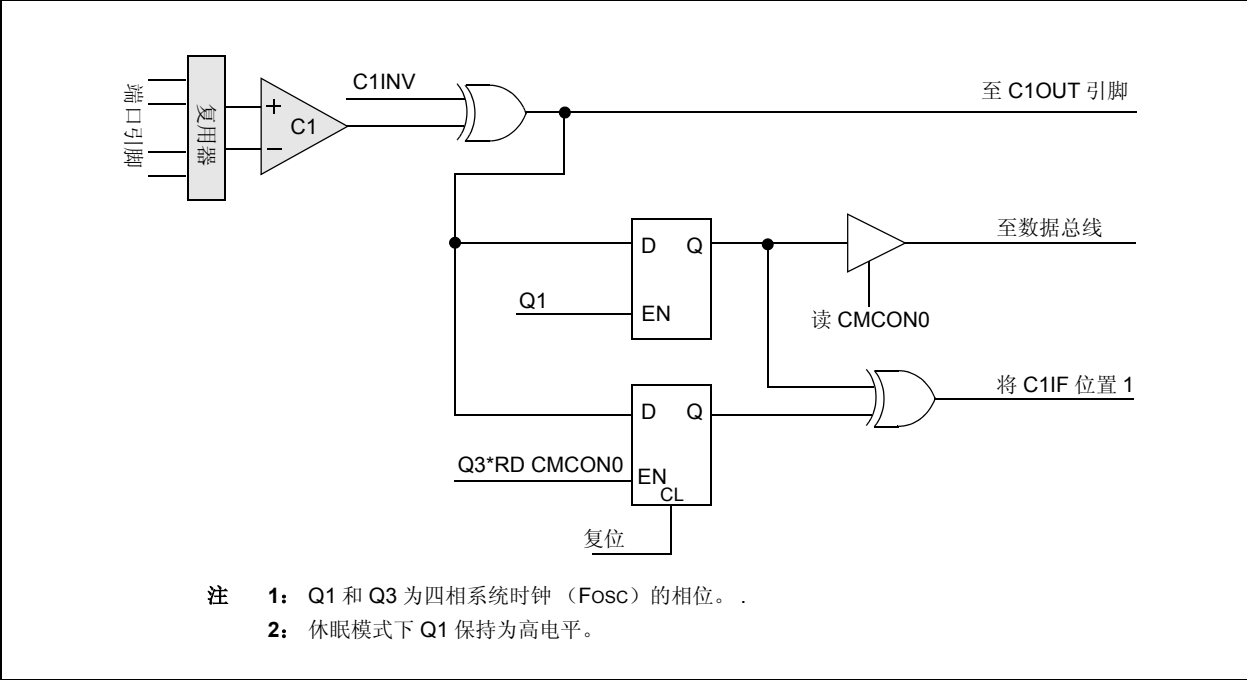 端口引脚
复用器
+
−
C1
C1INV
至 C1OUT 引脚
D Q
EN
Q1
至数据总线
读 CMCON0
D Q
EN
CL
Q3*RD CMCON0
复位
将 C1IF 位置 1
注 1： Q1 和 Q3 为四相系统时钟 （FOSC）的相位。 .
2： 休眠模式下 Q1 保持为高电平。